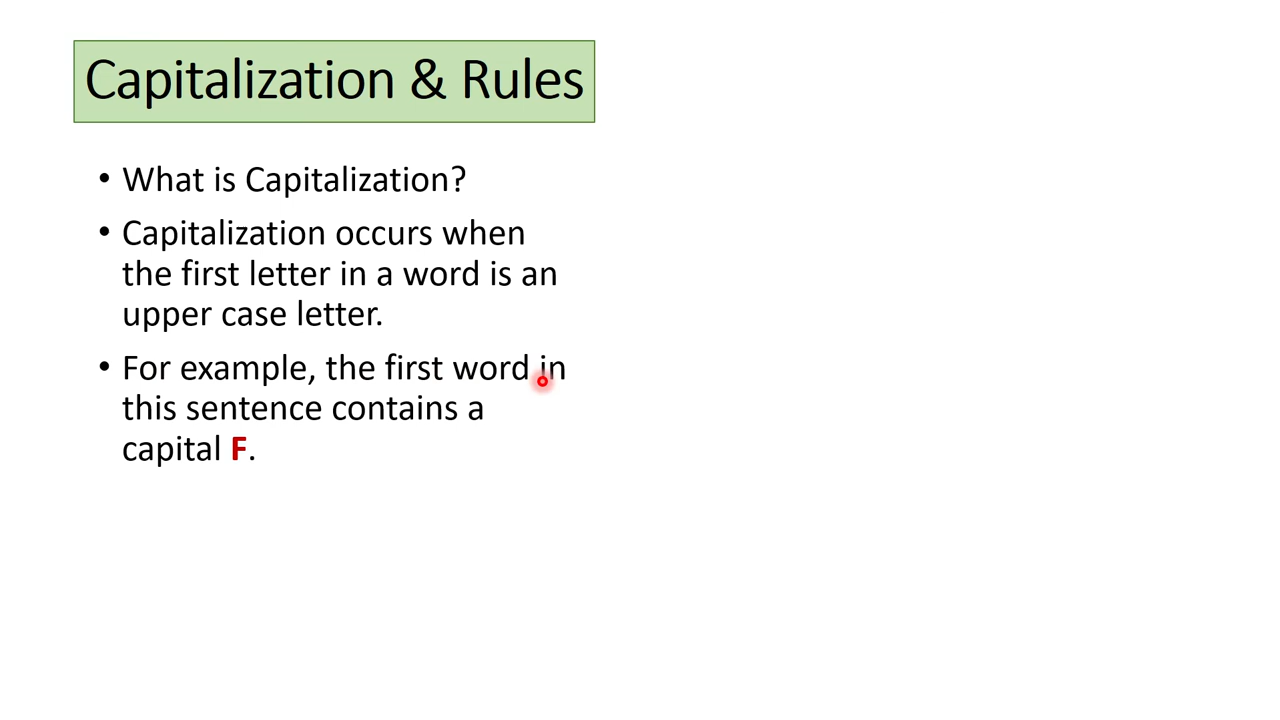 Capitalization & Rules
• What is Capitalization?
• Capitalization occurs when
the first letter in a word is an
upper case letter.
• For example, the first word in
this sentence contains a
capital F.